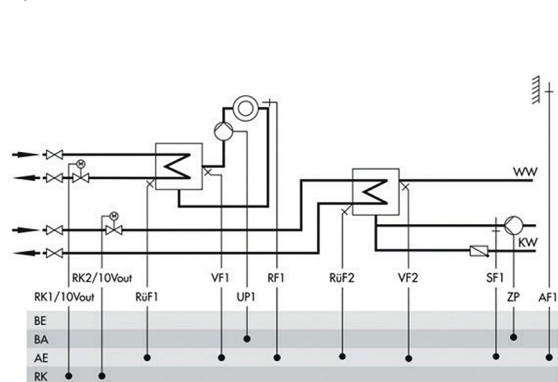 M
M
WW
KW
RK2/10Vout VF1 RF1 RüF2 VF2 SF1
RK1/10Vout RüF1 UP1 ZP AF1
BE
BA
AE
RK